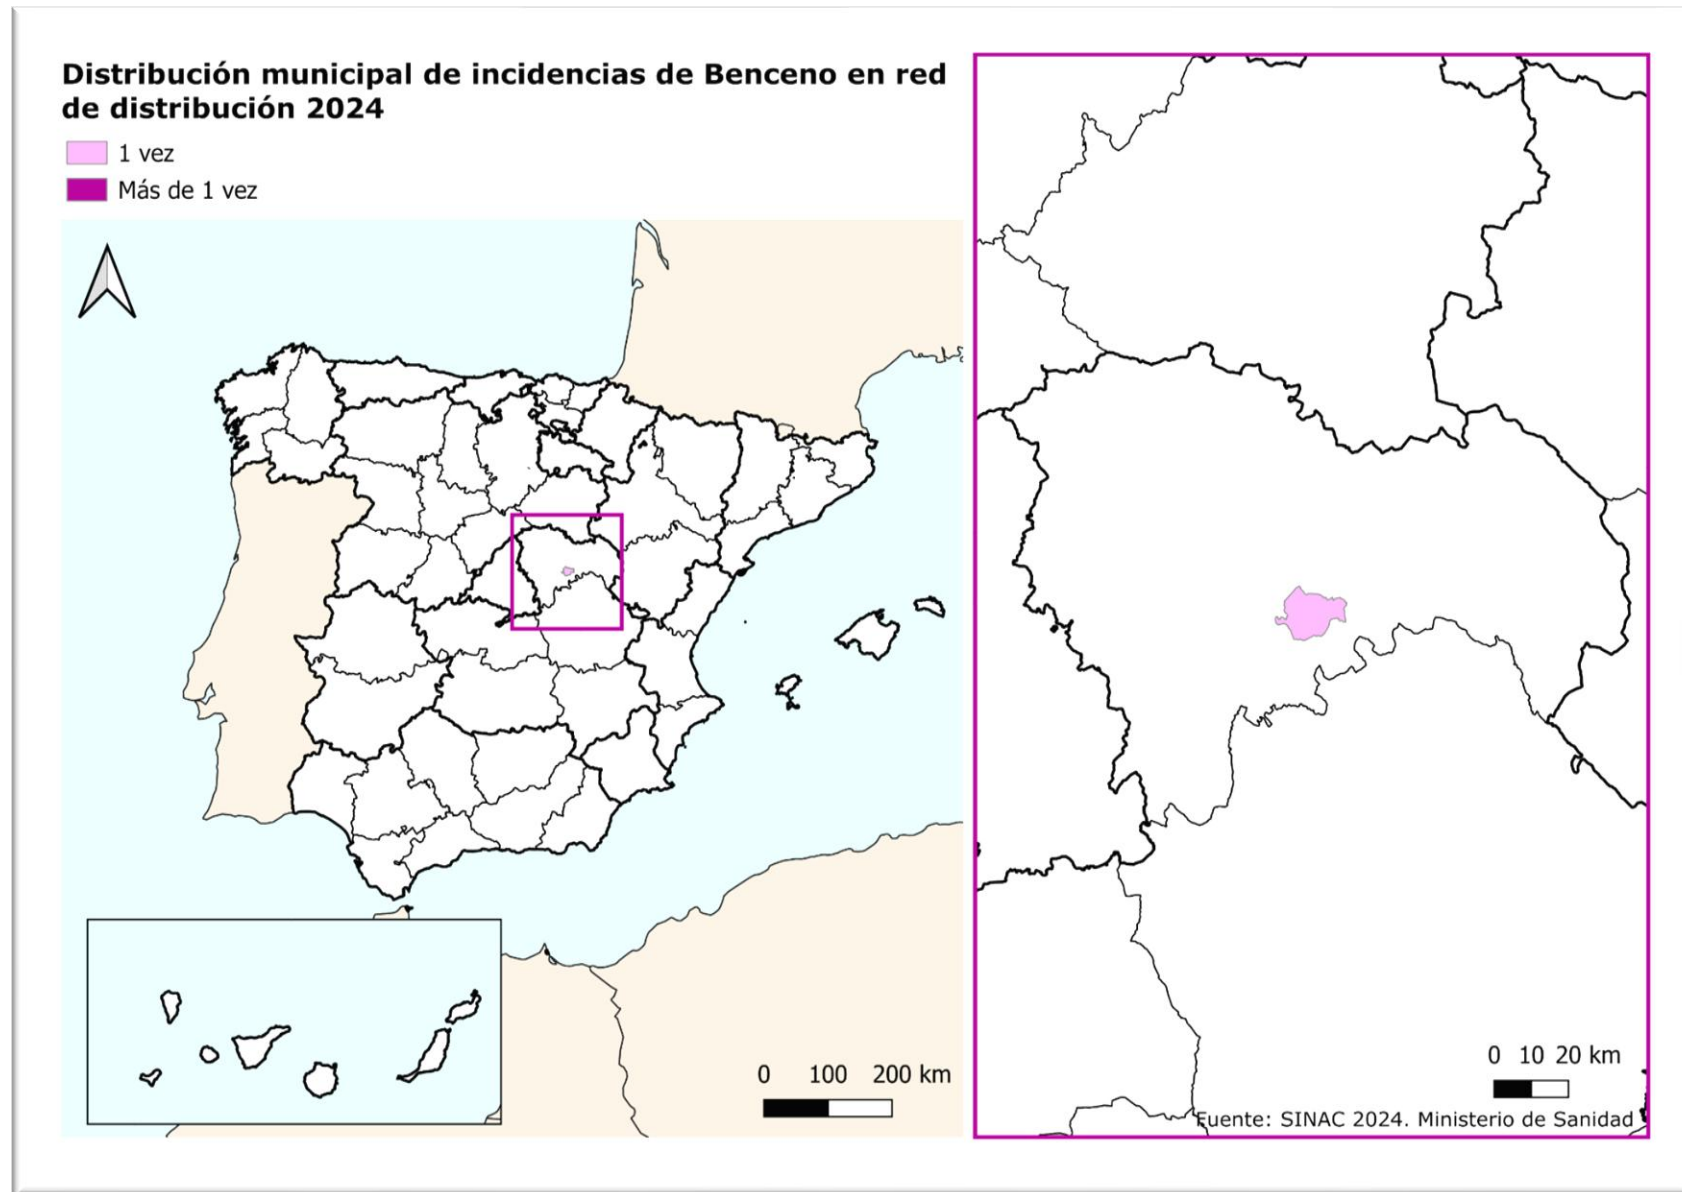 Distribución municipal de incidencias de Benceno en red
de distribución 2024
1 vez
Más de 1 vez
0 100 200 km
0 10 20 km
Fuente: SINAC 2024. Ministerio de Sanidad